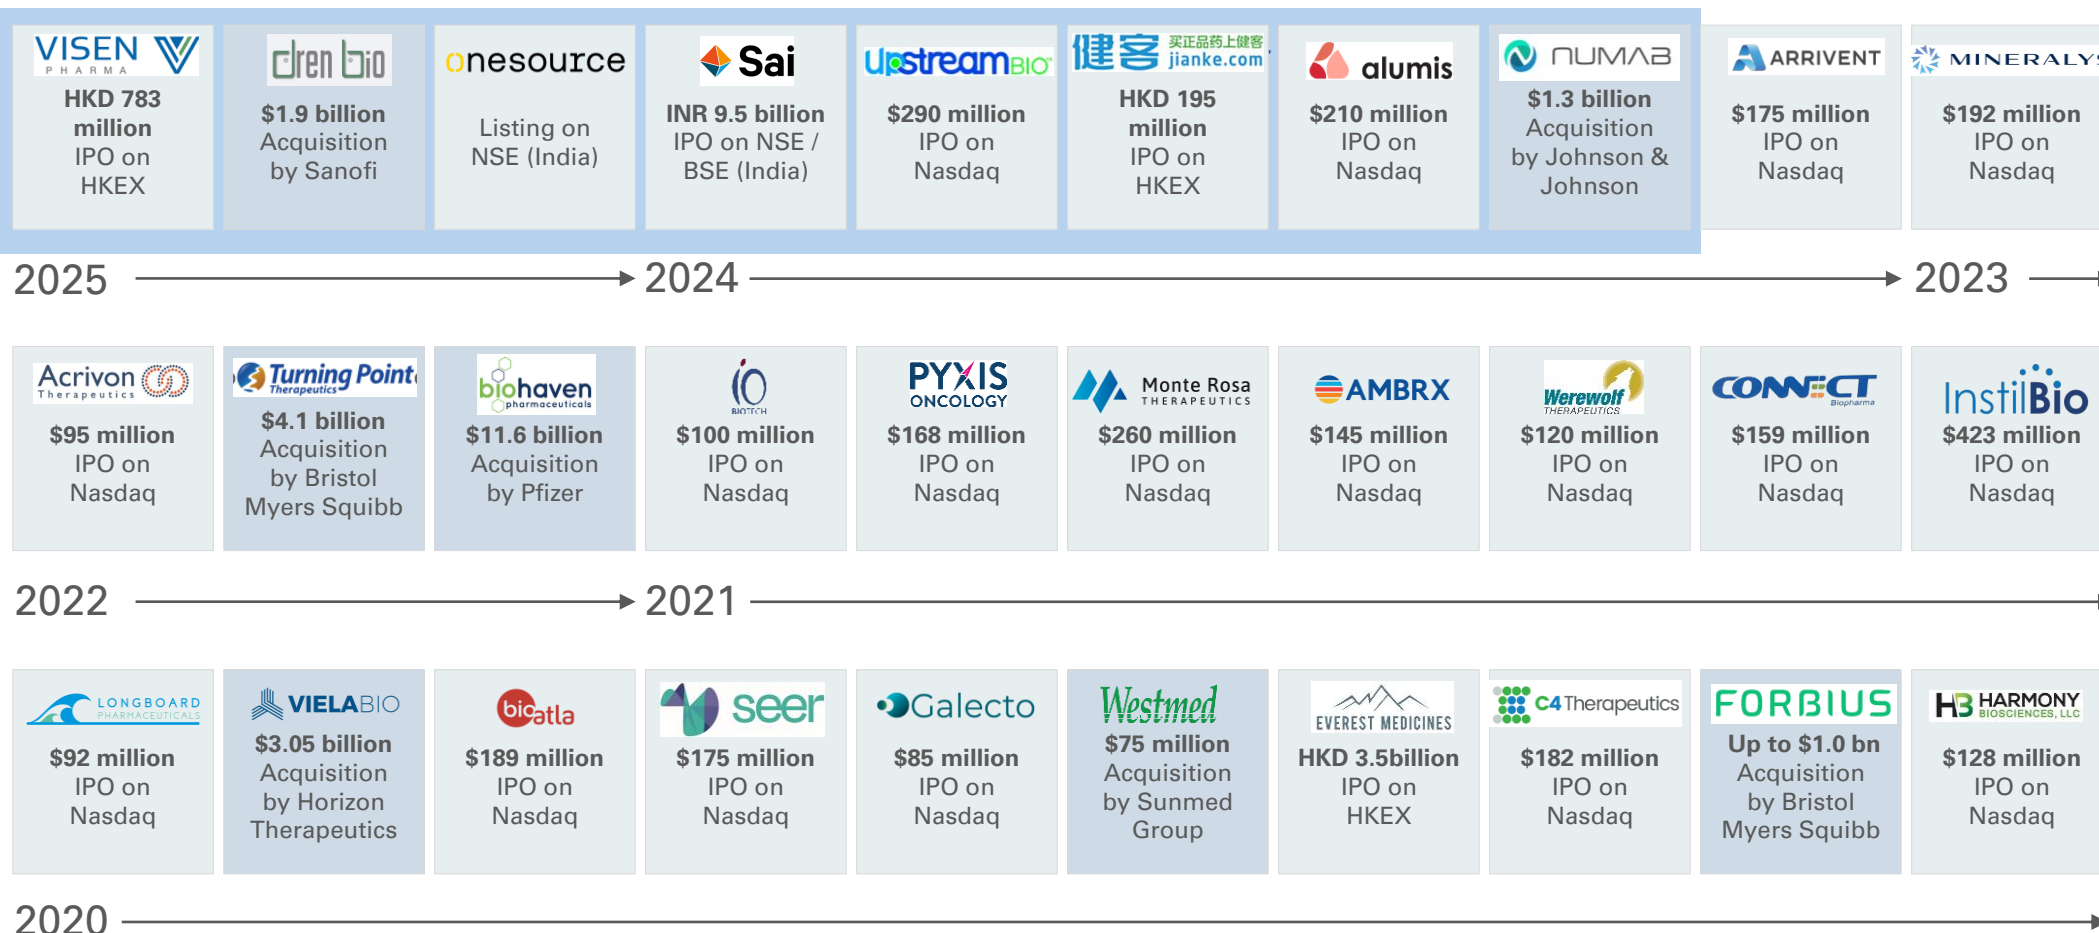 VISEN
PHARMA
HKD 783
million
IPO on
HKEX
dren bio
$1.9 billion
Acquisition
by Sanofi
onesource
Listing on
NSE (India)
Sai
INR 9.5 billion
IPO on NSE /
BSE (India)
UpstreamBIO
$290 million
IPO on
Nasdaq
健客 买正品药上健客
jianke.com
HKD 195
million
IPO on
HKEX
alumis
$210 million
IPO on
Nasdaq
NUMAB
$1.3 billion
Acquisition
by Johnson &
Johnson
ARRIVENT
$175 million
IPO on
Nasdaq
MINERALYS
$192 million
IPO on
Nasdaq
2025 2024 2023
Acrivon
Therapeutics
$95 million
IPO on
Nasdaq
Turning Point
Therapeutics
$4.1 billion
Acquisition
by Bristol
Myers Squibb
biohaven
pharmaceuticals
$11.6 billion
Acquisition
by Pfizer
iO
BIOTECH
$100 million
IPO on
Nasdaq
PYXIS
ONCOLOGY
$168 million
IPO on
Nasdaq
Monte Rosa
THERAPEUTICS
$260 million
IPO on
Nasdaq
AMBRX
$145 million
IPO on
Nasdaq
Werewolf
THERAPEUTICS
$120 million
IPO on
Nasdaq
CONNECT
Biopharma
$159 million
IPO on
Nasdaq
InstilBio
$423 million
IPO on
Nasdaq
2022 2021
LONGBOARD
PHARMACEUTICALS
$92 million
IPO on
Nasdaq
VIELABIO
$3.05 billion
Acquisition
by Horizon
Therapeutics
bioatla
$189 million
IPO on
Nasdaq
seer
$175 million
IPO on
Nasdaq
Galecto
$85 million
IPO on
Nasdaq
Westmed
$75 million
Acquisition
by Sunmed
Group
EVEREST MEDICINES
HKD 3.5billion
IPO on
HKEX
C4 Therapeutics
$182 million
IPO on
Nasdaq
FORBIUS
Up to $1.0 bn
Acquisition
by Bristol
Myers Squibb
HB HARMONY
BIOSCIENCES, LLC
$128 million
IPO on
Nasdaq
2020